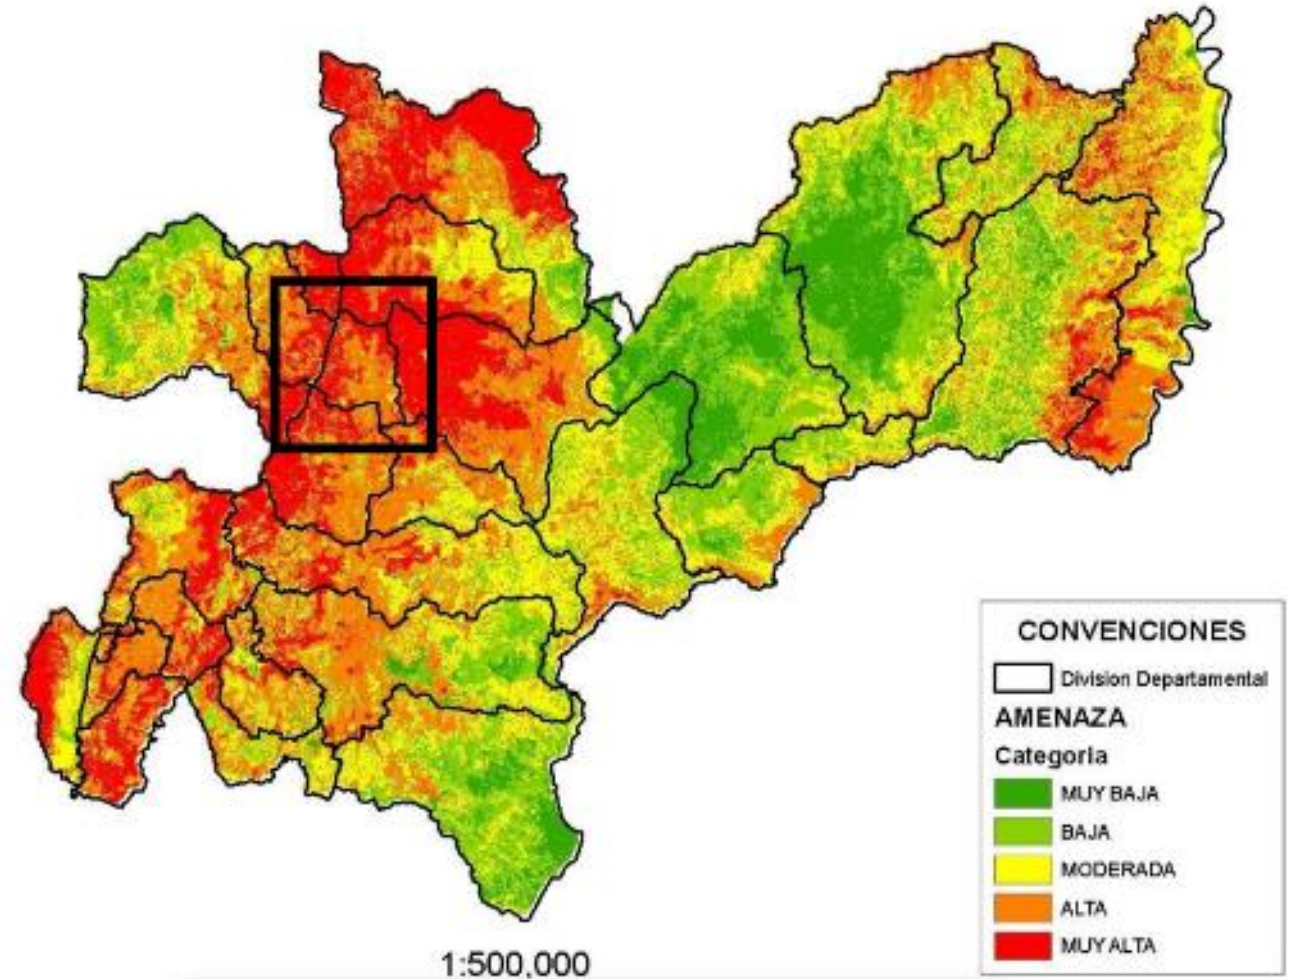 CONVENCIONES
Division Departamental
AMENAZA
Categoria
MUY BAJA
BAJA
MODERADA
ALTA
MUY ALTA
1:500,000